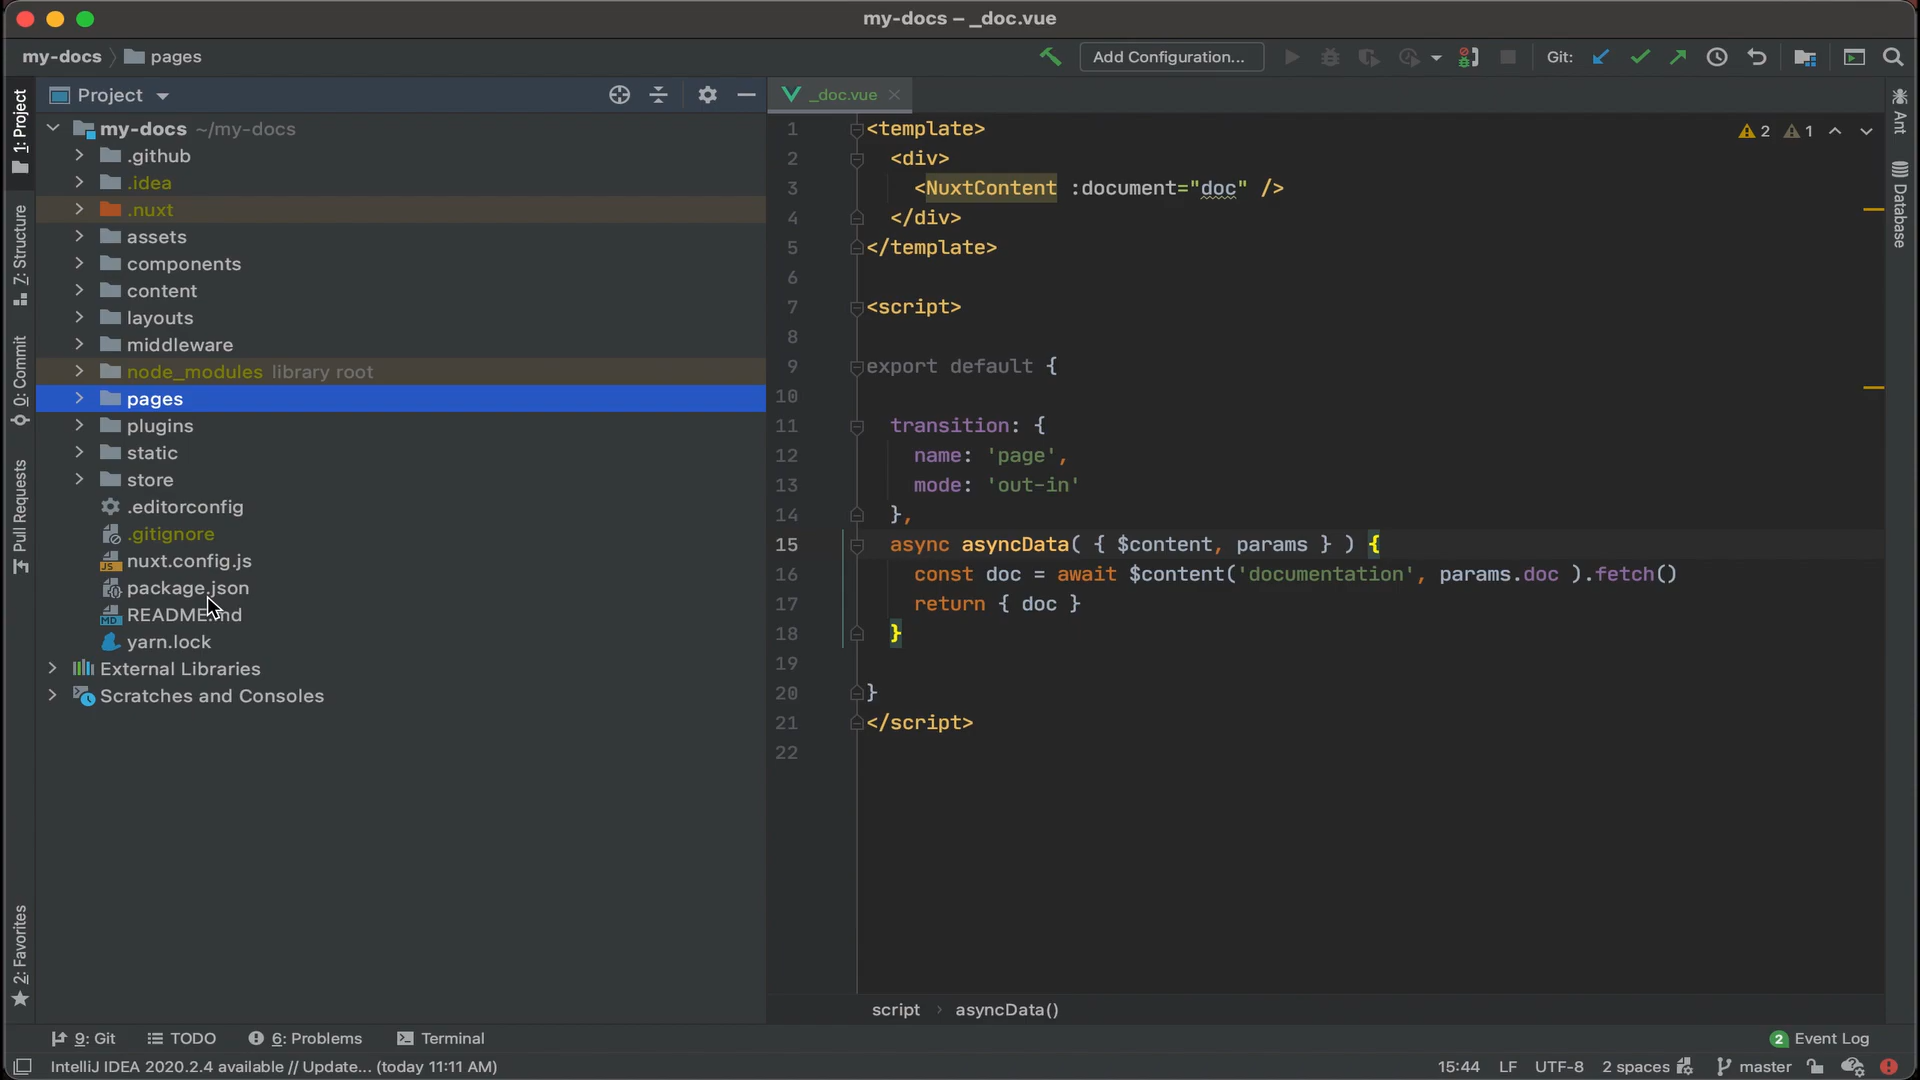 my-docs – _doc.vue
my-docs pages Add Configuration... Git:
Project _doc.vue
my-docs ~/my-docs
.github
.idea
.nuxt
assets
components
content
layouts
middleware
node_modules library root
pages
plugins
static
store
.editorconfig
.gitignore
nuxt.config.js
package.json
README.md
yarn.lock
External Libraries
Scratches and Consoles
1: Project
7: Structure
0: Commit
Pull Requests
2: Favorites
1 <template>
2 <div>
3 <NuxtContent :document="doc" />
4 </div>
5 </template>
6
7 <script>
8
9 export default {
10
11 transition: {
12 name: 'page',
13 mode: 'out-in'
14 },
15 async asyncData( { $content, params } ) {
16 const doc = await $content('documentation', params.doc ).fetch()
17 return { doc }
18 }
19
20 }
21 </script>
22
2 1
Ant
Database
script › asyncData()
9: Git TODO 6: Problems Terminal 2 Event Log
IntelliJ IDEA 2020.2.4 available // Update... (today 11:11 AM) 15:44 LF UTF-8 2 spaces master